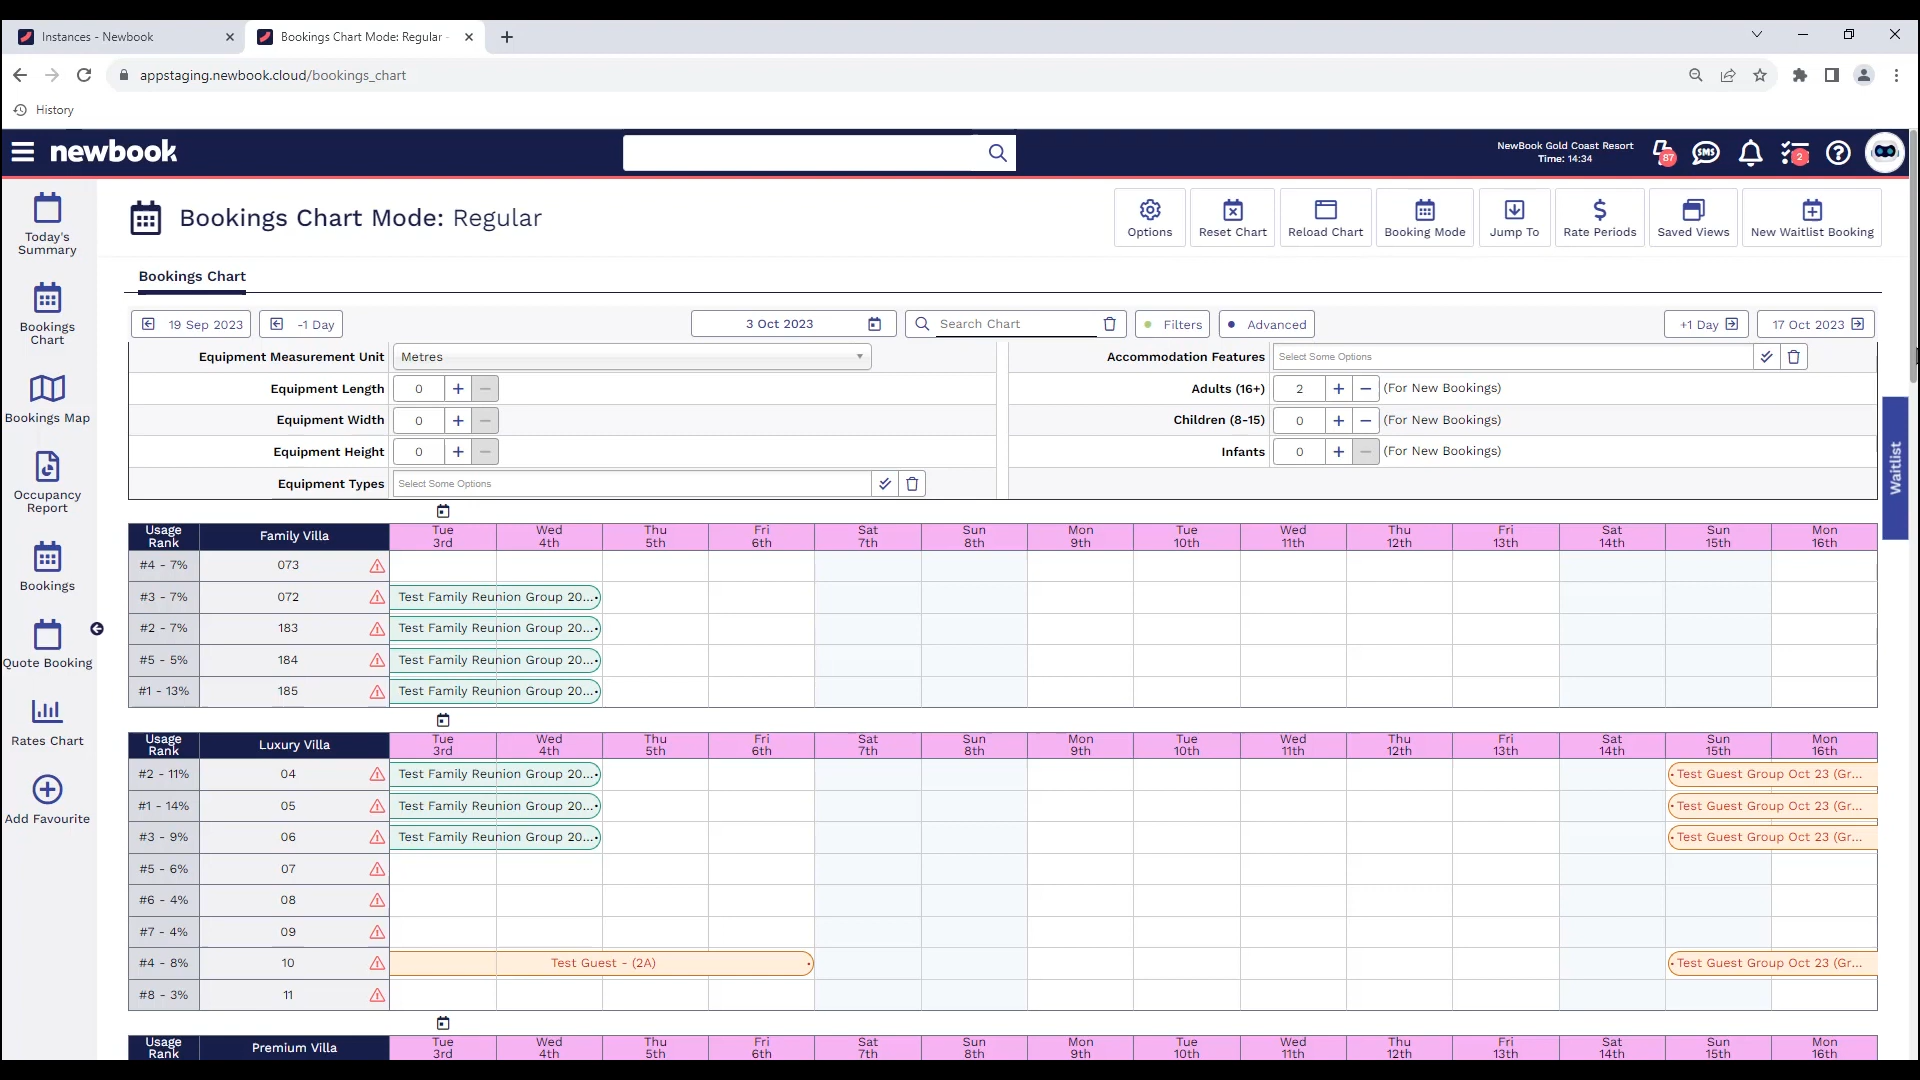 Instances - Newbook
Bookings Chart Mode: Regular -
appstaging.newbook.cloud/bookings_chart
History
newbook
NewBook Gold Coast Resort
Time: 14:34
87
SMS
2
Today's
Summary
Bookings
Chart
Bookings Map
Occupancy
Report
Bookings
Quote Booking
Rates Chart
Add Favourite
Bookings Chart Mode: Regular
Options
Reset Chart
Reload Chart
Booking Mode
Jump To
Rate Periods
Saved Views
New Waitlist Booking
Bookings Chart
19 Sep 2023
-1 Day
3 Oct 2023
Search Chart
Filters
Advanced
+1 Day
17 Oct 2023
Equipment Measurement Unit Metres
Equipment Length 0 + −
Equipment Width 0 + −
Equipment Height 0 + −
Equipment Types Select Some Options
Accommodation Features Select Some Options
Adults (16+) 2 + − (For New Bookings)
Children (8-15) 0 + − (For New Bookings)
Infants 0 + − (For New Bookings)
Waitlist
Usage Rank Family Villa Tue 3rd Wed 4th Thu 5th Fri 6th Sat 7th Sun 8th Mon 9th Tue 10th Wed 11th Thu 12th Fri 13th Sat 14th Sun 15th Mon 16th
#4 - 7% 073
#3 - 7% 072 Test Family Reunion Group 20...
#2 - 7% 183 Test Family Reunion Group 20...
#5 - 5% 184 Test Family Reunion Group 20...
#1 - 13% 185 Test Family Reunion Group 20...
Usage Rank Luxury Villa Tue 3rd Wed 4th Thu 5th Fri 6th Sat 7th Sun 8th Mon 9th Tue 10th Wed 11th Thu 12th Fri 13th Sat 14th Sun 15th Mon 16th
#2 - 11% 04 Test Family Reunion Group 20... Test Guest Group Oct 23 (Gr...
#1 - 14% 05 Test Family Reunion Group 20... Test Guest Group Oct 23 (Gr...
#3 - 9% 06 Test Family Reunion Group 20... Test Guest Group Oct 23 (Gr...
#5 - 6% 07
#6 - 4% 08
#7 - 4% 09
#4 - 8% 10 Test Guest - (2A) Test Guest Group Oct 23 (Gr...
#8 - 3% 11
Usage Rank Premium Villa Tue 3rd Wed 4th Thu 5th Fri 6th Sat 7th Sun 8th Mon 9th Tue 10th Wed 11th Thu 12th Fri 13th Sat 14th Sun 15th Mon 16th